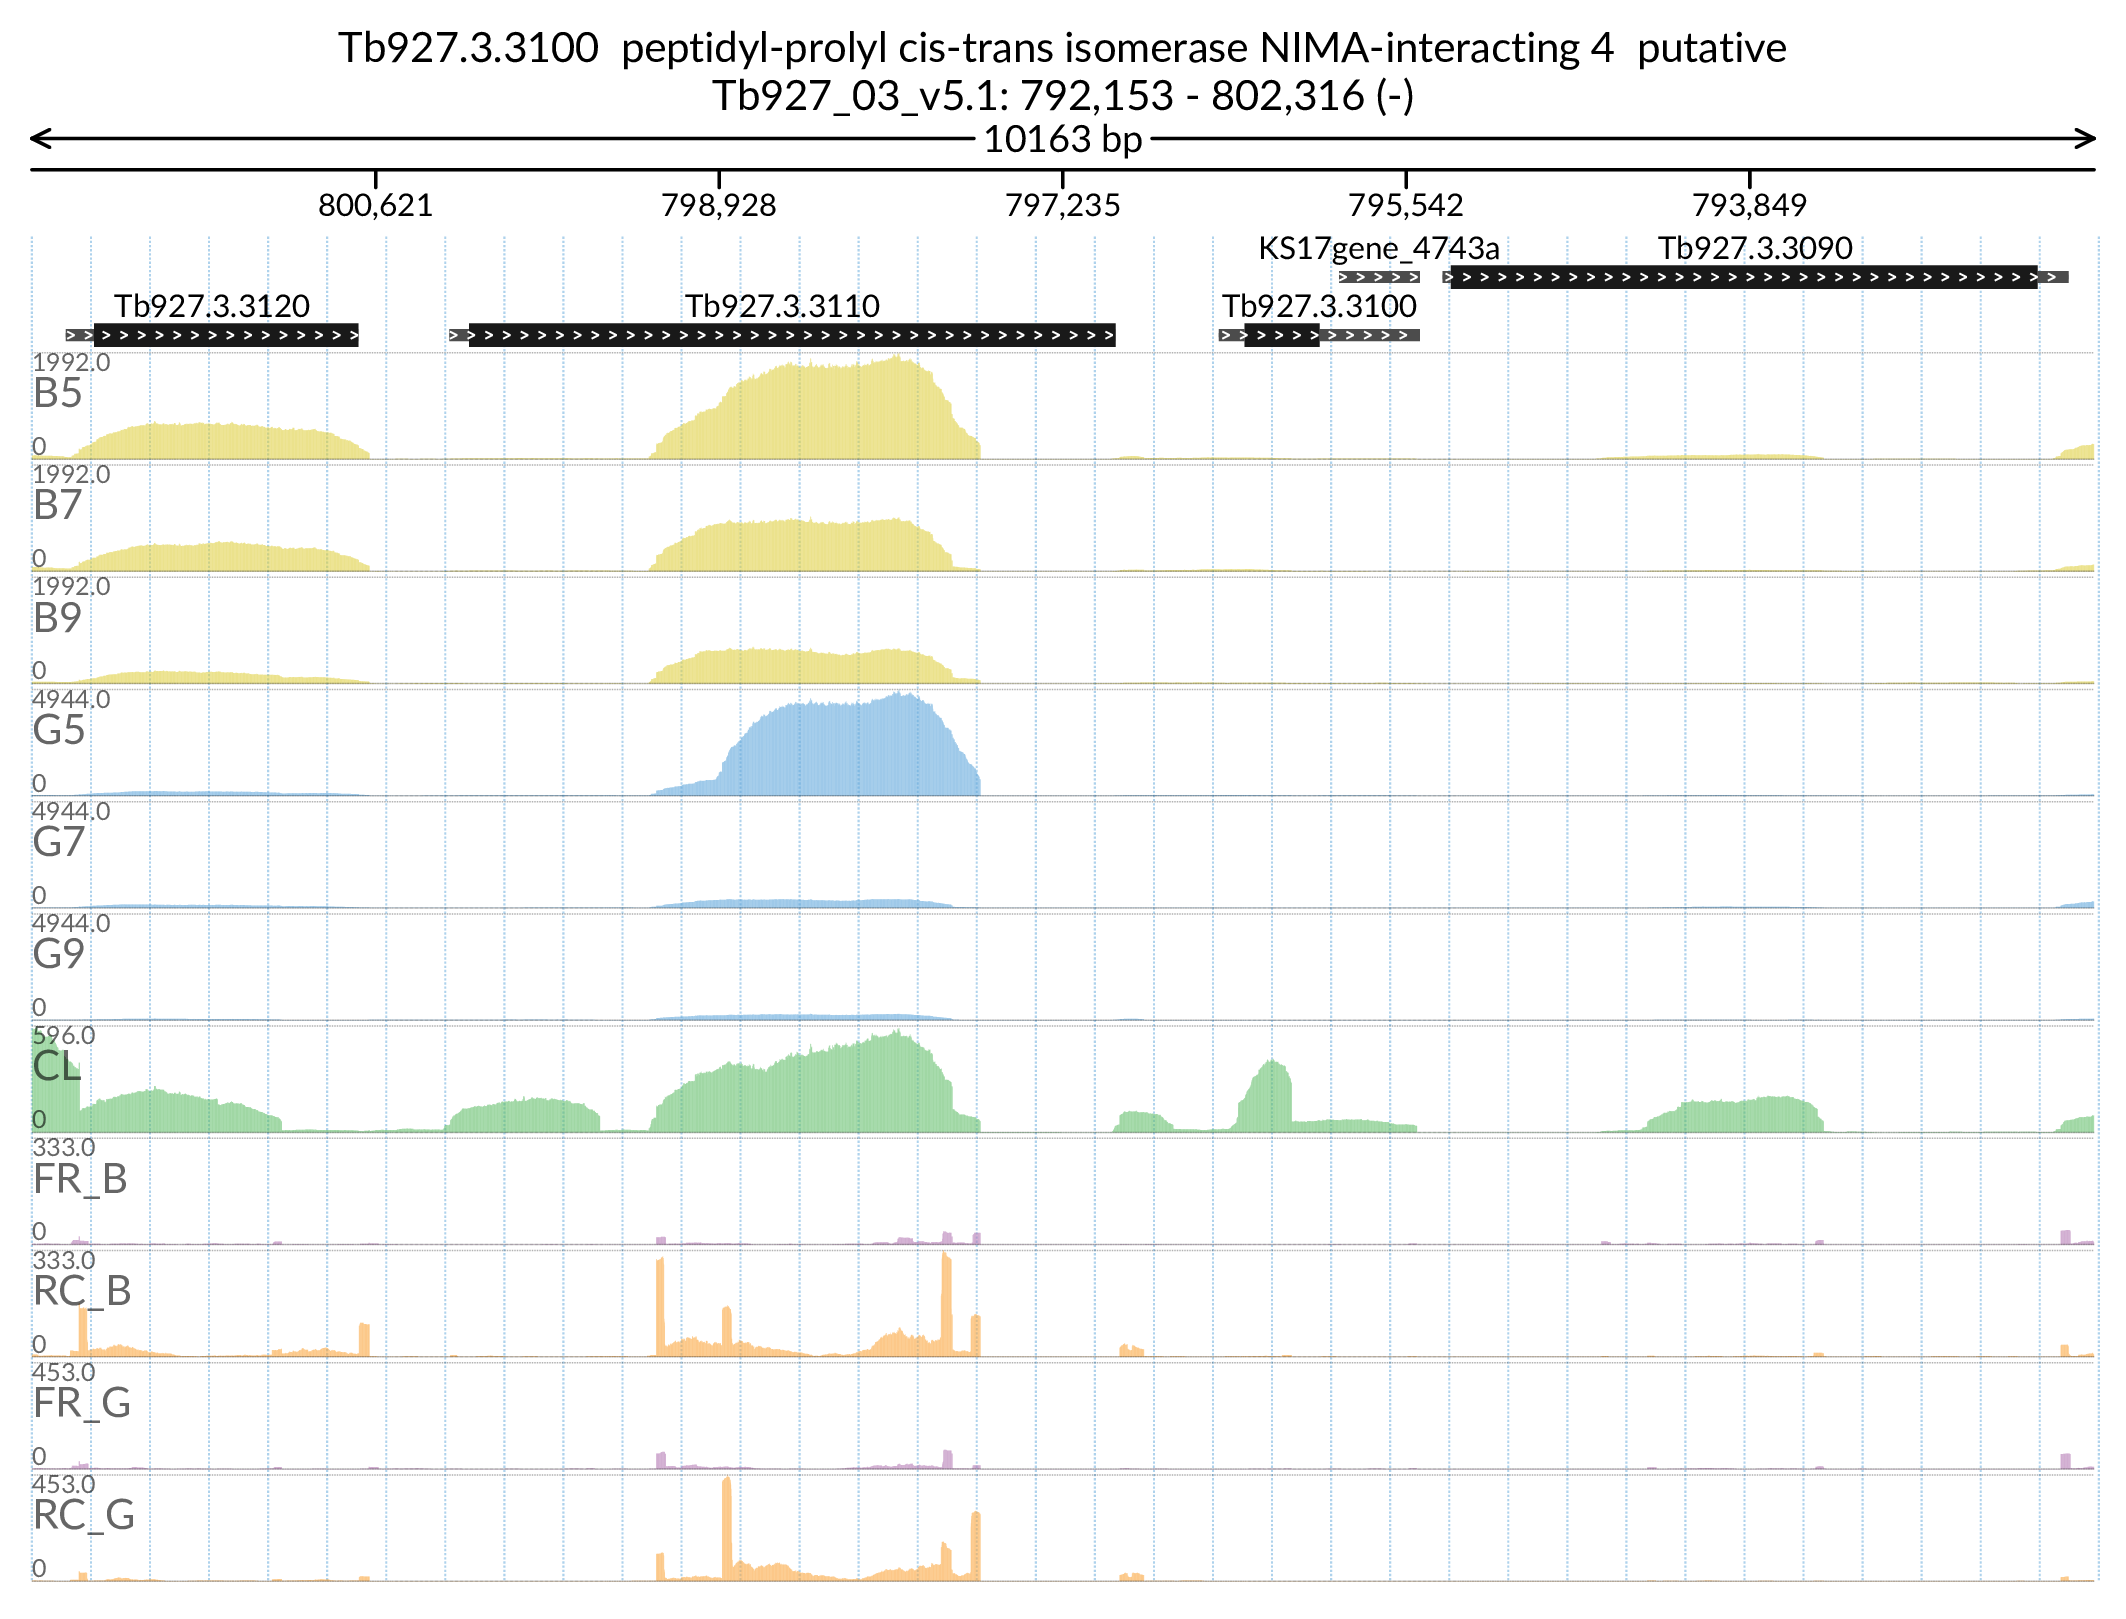 Tb927.3.3100  peptidyl-prolyl cis-trans isomerase NIMA-interacting 4  putative
Tb927_03_v5.1: 792,153 - 802,316 (-)
10163 bp
800,621 798,928 797,235 795,542 793,849
KS17gene_4743a Tb927.3.3090
Tb927.3.3120 Tb927.3.3110 Tb927.3.3100
1992.0
B5
0
1992.0
B7
0
1992.0
B9
0
4944.0
G5
0
4944.0
G7
0
4944.0
G9
0
596.0
CL
0
333.0
FR_B
0
333.0
RC_B
0
453.0
FR_G
0
453.0
RC_G
0